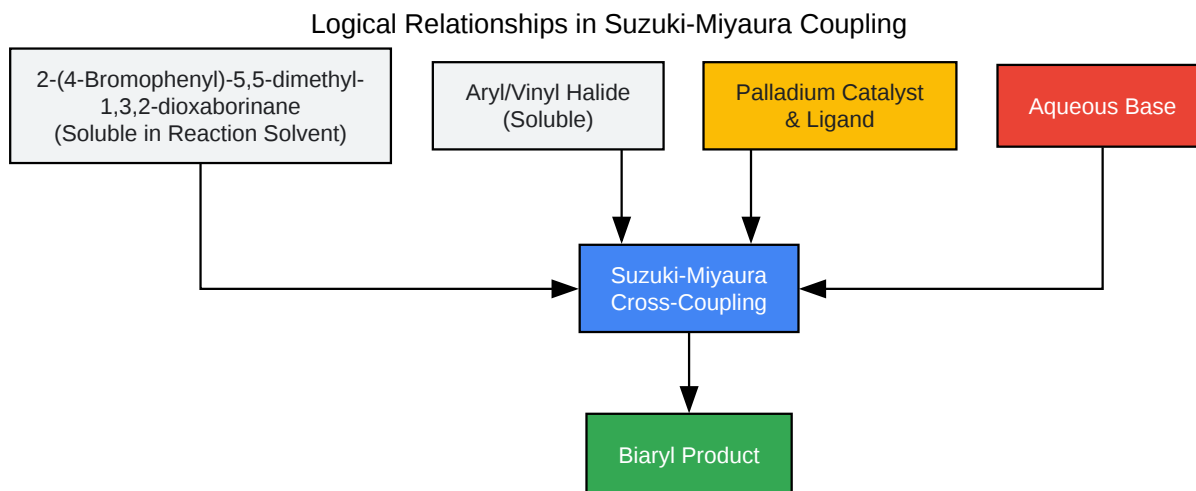 Logical Relationships in Suzuki-Miyaura Coupling
2-(4-Bromophenyl)-5,5-dimethyl-
1,3,2-dioxaborinane
(Soluble in Reaction Solvent)
Aryl/Vinyl Halide
(Soluble)
Palladium Catalyst
& Ligand
Aqueous Base
Suzuki-Miyaura
Cross-Coupling
Biaryl Product